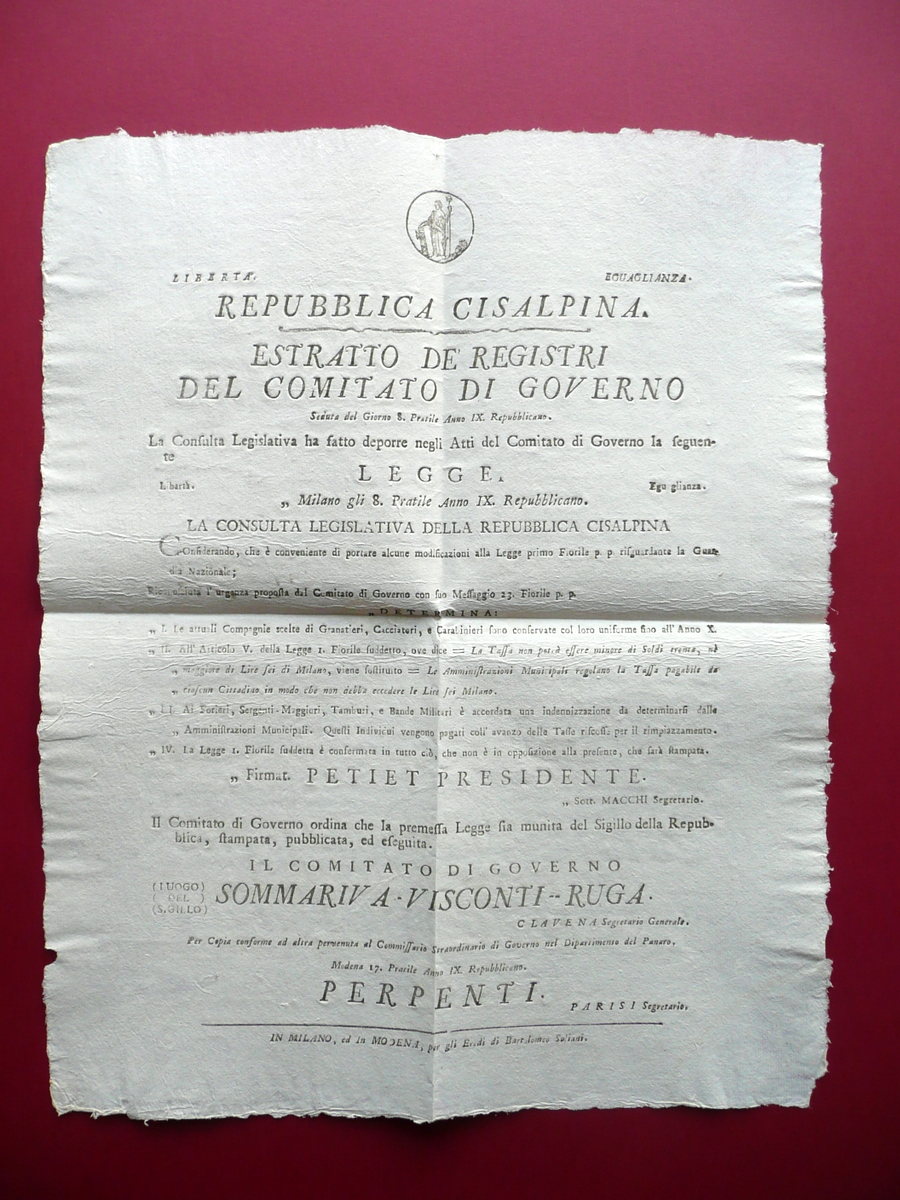 LIBERTA'. EGUAGLIANZA.
REPUBBLICA CISALPINA.
ESTRATTO DE' REGISTRI
DEL COMITATO DI GOVERNO
Seduta del Giorno 8. Pratile Anno IX. Repubblicano.
La Consulta Legislativa ha fatto deporre negli Atti del Comitato di Governo la seguen-
te
LEGGE.
Libertà. Eguaglianza.
„ Milano gli 8. Pratile Anno IX. Repubblicano.
LA CONSULTA LEGISLATIVA DELLA REPUBBLICA CISALPINA
Considerando, che è conveniente di portare alcune modificazioni alla Legge primo Fiorile p. p. risguardante la Guar-
dia Nazionale;
Riconosciuta l'urgenza proposta dal Comitato di Governo con suo Messaggio 23. Fiorile p. p.
„ DETERMINA:
„ I. Le attuali Compagnie scelte di Granatieri, Cacciatori, e Carabinieri sono conservate col loro uniforme fino all' Anno X.
„ II. All' Articolo V. della Legge 1. Fiorile suddetto, ove dice = La Tassa non potrà essere minore di Soldi trenta, nè
„ maggiore di Lire sei di Milano, viene sostituito = Le Amministrazioni Municipali regolano la Tassa pagabile da
„ ciascun Cittadino in modo che non debba eccedere le Lire sei Milano.
„ III. Ai Forieri, Sergenti-Maggiori, Tamburi, e Bande Militari è accordata una indennizzazione da determinarsi dalle
„ Amministrazioni Municipali. Questi Individui vengono pagati coll' avanzo delle Tasse riscosse per il rimpiazzamento.
„ IV. La Legge 1. Fiorile suddetta è confermata in tutto ciò, che non è in opposizione alla presente, che sarà stampata.
„ Firmat. PETIET PRESIDENTE.
„ Sott. MACCHI Segretario.
Il Comitato di Governo ordina che la premessa Legge sia munita del Sigillo della Repub-
blica, stampata, pubblicata, ed eseguita.
IL COMITATO DI GOVERNO
(LUOGO)
( DEL )
(SIGILLO)
SOMMARIVA-VISCONTI--RUGA.
CLAVENA Segretario Generale.
Per Copia conforme ad altra pervenuta al Commissario Straordinario di Governo nel Dipartimento del Panaro.
Modena 17. Pratile Anno IX. Repubblicano.
PERPENTI.
PARISI Segretario.
IN MILANO, ed in MODENA, per gli Eredi di Bartolomeo Soliani.